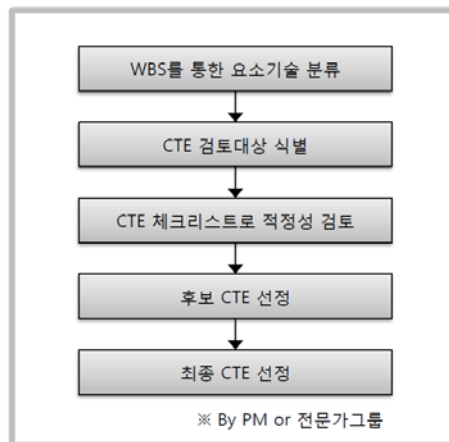 WBS를 통한 요소기술 분류
CTE 검토대상 식별
CTE 체크리스트로 적정성 검토
후보 CTE 선정
최종 CTE 선정
※ By PM or 전문가그룹